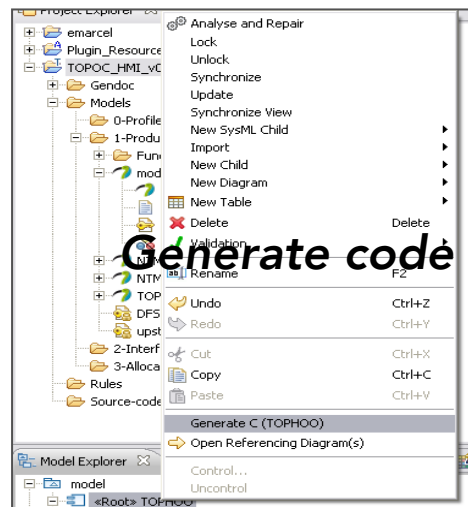 Project Explorer
emarcel
Plugin_Resource
TOPOC_HMI_v0
Gendoc
Models
0-Profile
1-Produ
Fun
mod
NTM
NTM
TOP
DFS
upst
2-Interf
3-Alloca
Rules
Source-code
Analyse and Repair
Lock
Unlock
Synchronize
Update
Synchronize View
New SysML Child
Import
New Child
New Diagram
New Table
Delete Delete
Validation
Generate code
Rename F2
Undo Ctrl+Z
Redo Ctrl+Y
Cut Ctrl+X
Copy Ctrl+C
Paste Ctrl+V
Generate C (TOPHOO)
Open Referencing Diagram(s)
Control...
Uncontrol
Model Explorer
model
«Root» TOPHOO